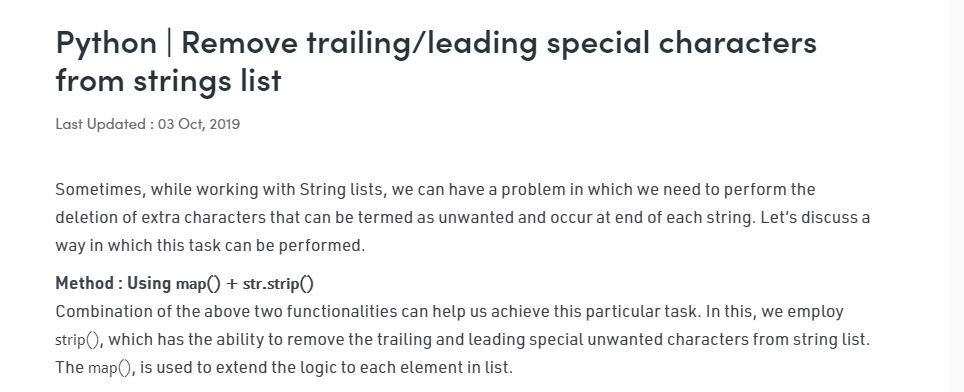 Python | Remove trailing/leading special characters
from strings list
Last Updated : 03 Oct, 2019
Sometimes, while working with String lists, we can have a problem in which we need to perform the
deletion of extra characters that can be termed as unwanted and occur at end of each string. Let’s discuss a
way in which this task can be performed.
Method : Using map() + str.strip()
Combination of the above two functionalities can help us achieve this particular task. In this, we employ
strip(), which has the ability to remove the trailing and leading special unwanted characters from string list.
The map(), is used to extend the logic to each element in list.